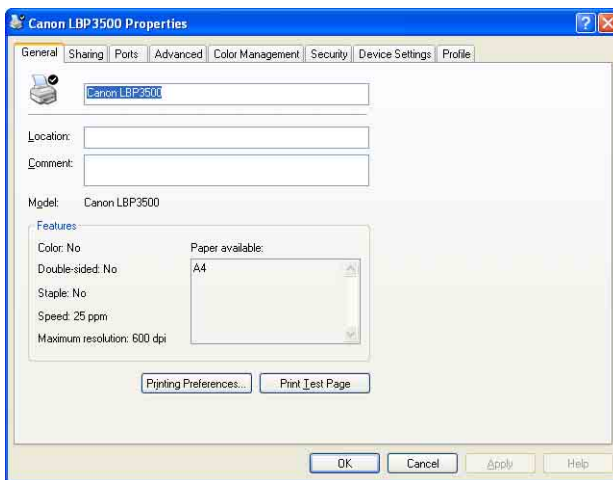 Canon LBP3500 Properties
General Sharing Ports Advanced Color Management Security Device Settings Profile
Canon LBP3500
Location:
Comment:
Model: Canon LBP3500
Features
Color: No Paper available:
Double-sided: No A4
Staple: No
Speed: 25 ppm
Maximum resolution: 600 dpi
Printing Preferences... Print Test Page
OK Cancel Apply Help